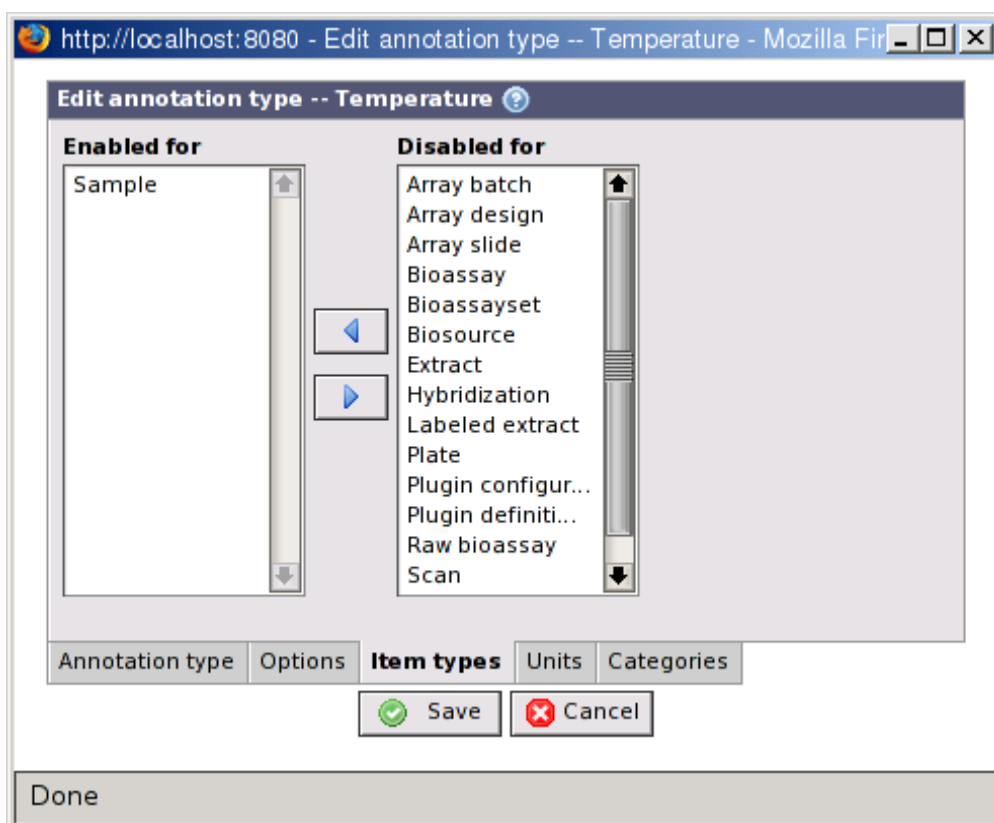 http://localhost:8080 - Edit annotation type -- Temperature - Mozilla Fir
Edit annotation type -- Temperature
Enabled for
Disabled for
Sample
Array batch
Array design
Array slide
Bioassay
Bioassayset
Biosource
Extract
Hybridization
Labeled extract
Plate
Plugin configur...
Plugin definiti...
Raw bioassay
Scan
Annotation type Options Item types Units Categories
Save Cancel
Done